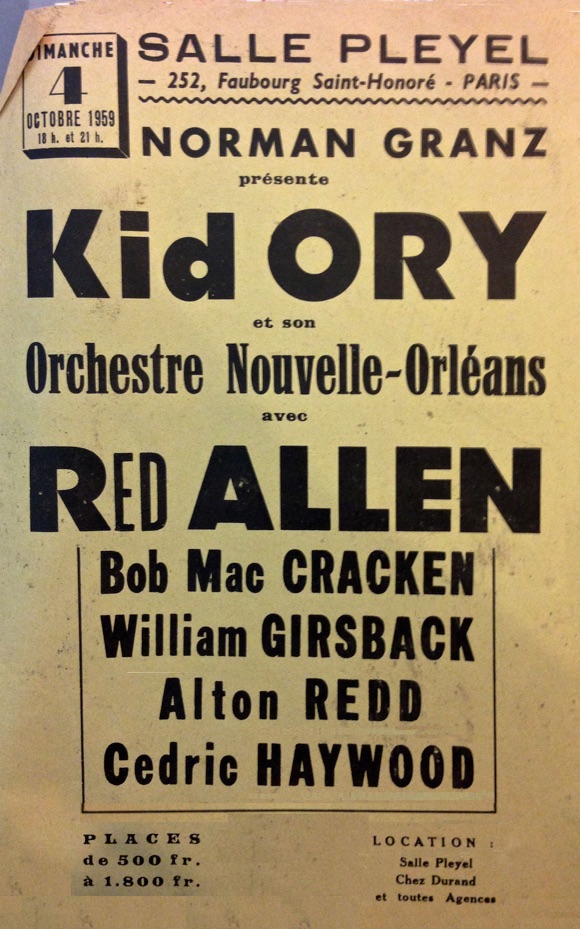 DIMANCHE
4
OCTOBRE 1959
18 h. et 21 h.
SALLE PLEYEL
— 252, Faubourg Saint-Honoré - PARIS —
NORMAN GRANZ
présente
Kid ORY
et son
Orchestre Nouvelle-Orléans
avec
RED ALLEN
Bob Mac CRACKEN
William GIRSBACK
Alton REDD
Cedric HAYWOOD
PLACES
de 500 fr.
à 1.800 fr.
LOCATION :
Salle Pleyel
Chez Durand
et toutes Agences